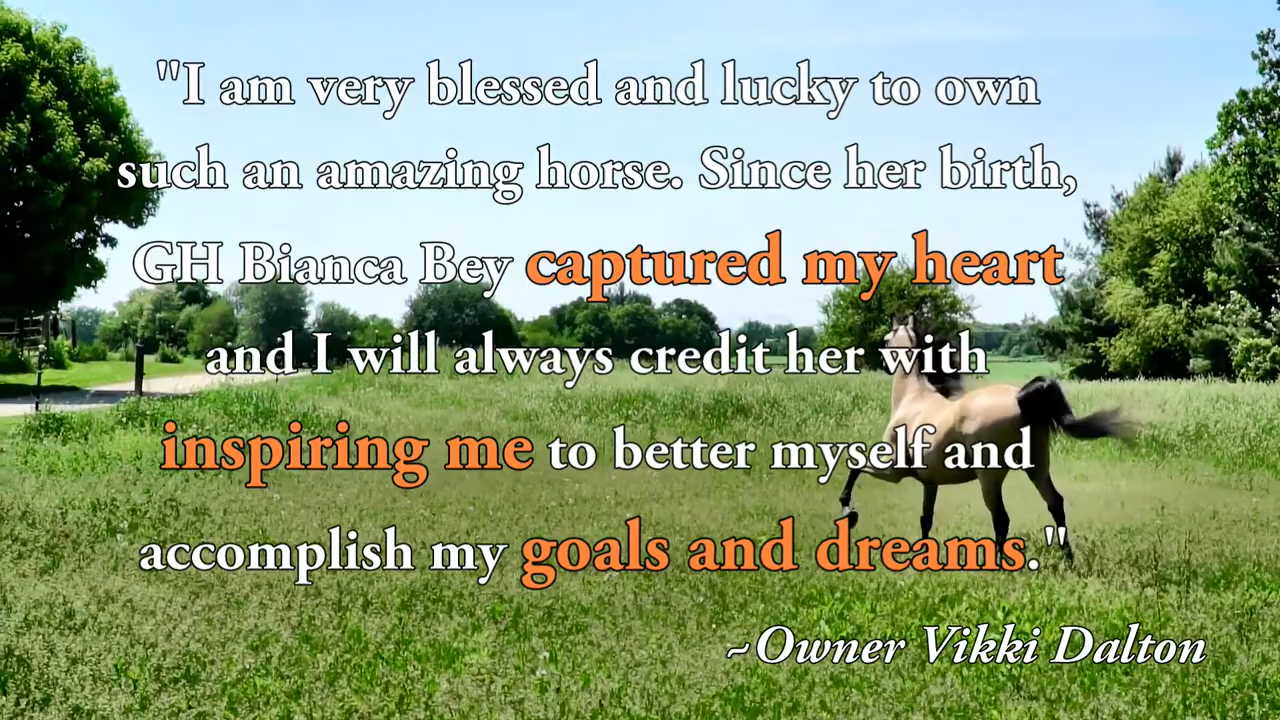 "I am very blessed and lucky to own
such an amazing horse. Since her birth,
GH Bianca Bey captured my heart
and I will always credit her with
inspiring me to better myself and
accomplish my goals and dreams."
~Owner Vikki Dalton